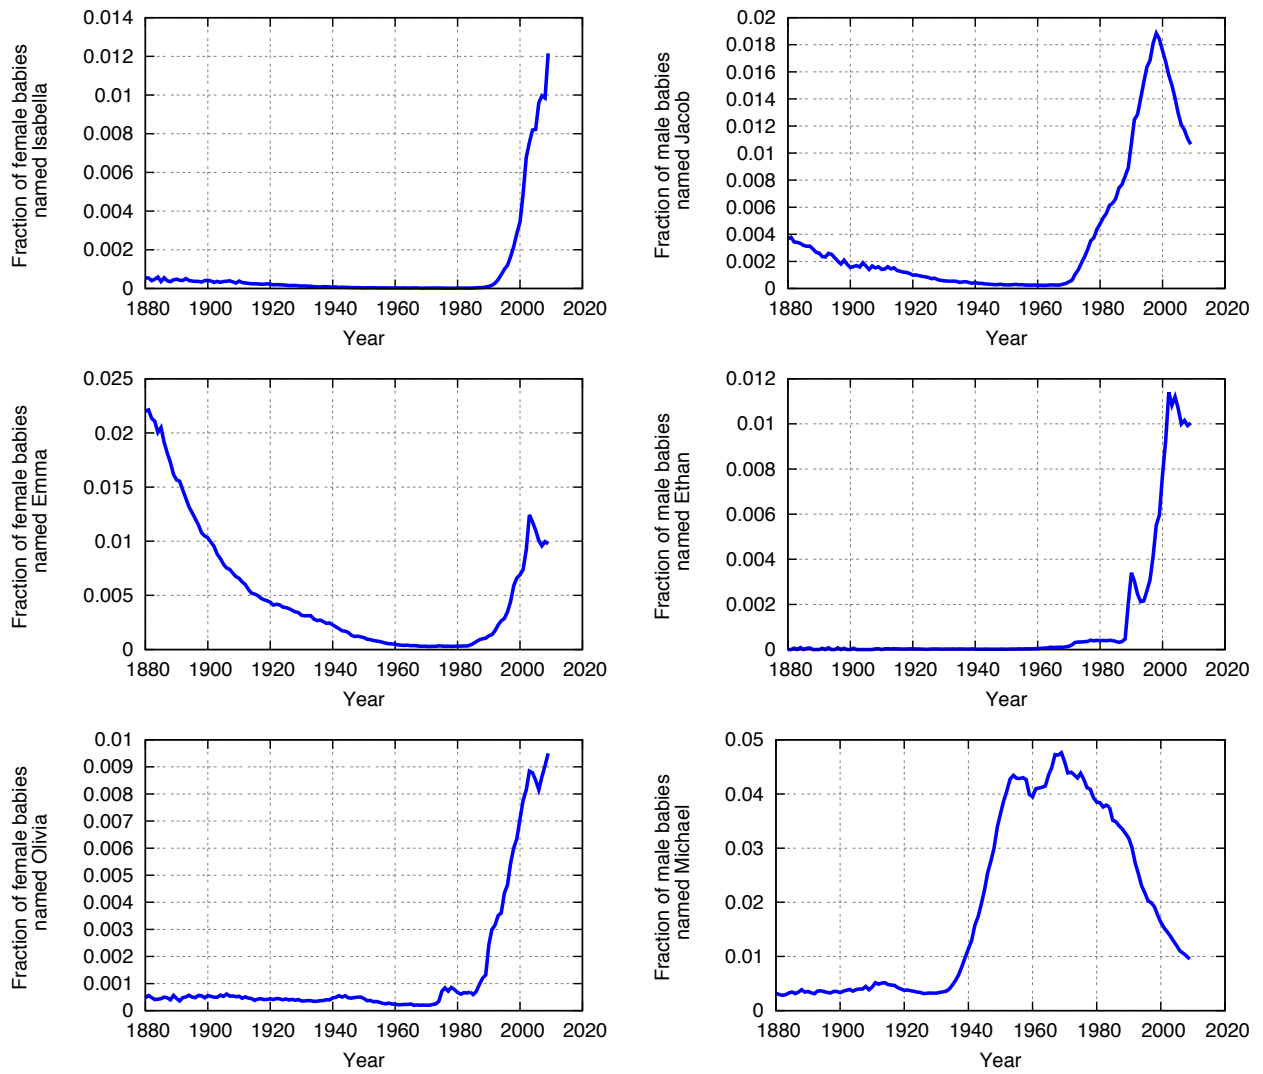 Fraction of female babies
named Isabella
0.014
0.012
0.01
0.008
0.006
0.004
0.002
0
1880 1900 1920 1940 1960 1980 2000 2020
Year
Fraction of male babies
named Jacob
0.02
0.018
0.016
0.014
0.012
0.01
0.008
0.006
0.004
0.002
0
1880 1900 1920 1940 1960 1980 2000 2020
Year
Fraction of female babies
named Emma
0.025
0.02
0.015
0.01
0.005
0
1880 1900 1920 1940 1960 1980 2000 2020
Year
Fraction of male babies
named Ethan
0.012
0.01
0.008
0.006
0.004
0.002
0
1880 1900 1920 1940 1960 1980 2000 2020
Year
Fraction of female babies
named Olivia
0.01
0.009
0.008
0.007
0.006
0.005
0.004
0.003
0.002
0.001
0
1880 1900 1920 1940 1960 1980 2000 2020
Year
Fraction of male babies
named Michael
0.05
0.04
0.03
0.02
0.01
0
1880 1900 1920 1940 1960 1980 2000 2020
Year